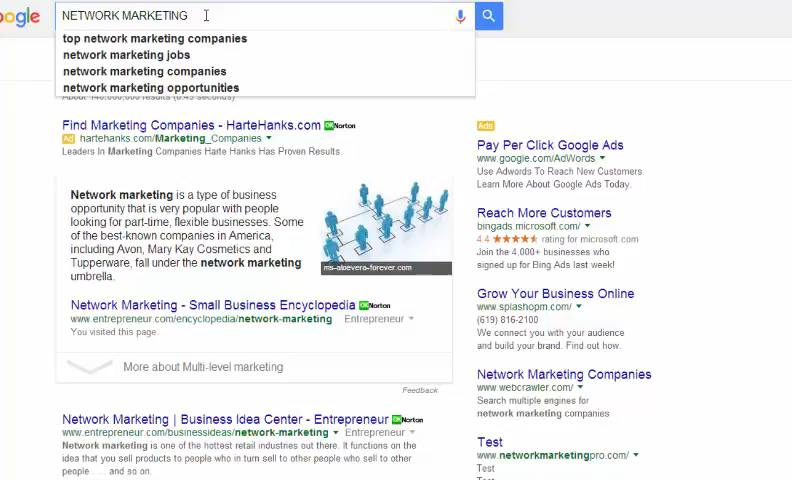 ogle NETWORK MARKETING
top network marketing companies
network marketing jobs
network marketing companies
network marketing opportunities
Find Marketing Companies - HarteHanks.com OK Norton
Ad hartehanks.com/Marketing_Companies
Leaders In Marketing Companies Harte Hanks Has Proven Results.
Network marketing is a type of business
opportunity that is very popular with people
looking for part-time, flexible businesses. Some
of the best-known companies in America,
including Avon, Mary Kay Cosmetics and
Tupperware, fall under the network marketing
umbrella.
ms-aloevera-forever.com
Network Marketing - Small Business Encyclopedia OK Norton
www.entrepreneur.com/encyclopedia/network-marketing Entrepreneur
You visited this page.
More about Multi-level marketing
Feedback
Network Marketing | Business Idea Center - Entrepreneur OK Norton
www.entrepreneur.com/businessideas/network-marketing Entrepreneur
Network marketing is one of the hottest retail industries out there. It functions on the
idea that you sell products to people who in turn sell to other people who sell to other
people ... and so on.
Ads
Pay Per Click Google Ads
www.google.com/AdWords
Use Adwords To Reach New Customers.
Learn More About Google Ads Today.
Reach More Customers
bingads.microsoft.com/
4.4 rating for microsoft.com
Join the 4,000+ businesses who
signed up for Bing Ads last week!
Grow Your Business Online
www.splashopm.com/
(619) 816-2100
We connect you with your audience
and build your brand. Find out how.
Network Marketing Companies
www.webcrawler.com/
Search multiple engines for
network marketing companies
Test
www.networkmarketingpro.com/
Test